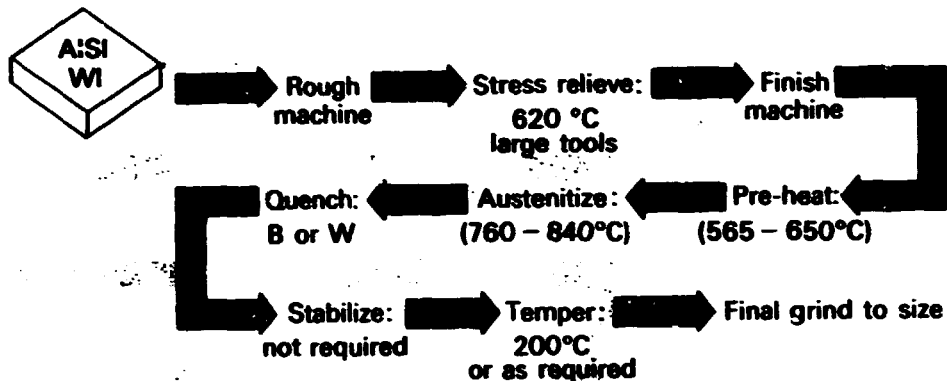 A:SI
WI
Rough
machine
Stress relieve:
620 °C
large tools
Finish
machine
Quench:
B or W
Austenitize:
(760 – 840°C)
Pre-heat:
(565 – 650°C)
Stabilize:
not required
Temper:
200°C
or as required
Final grind to size